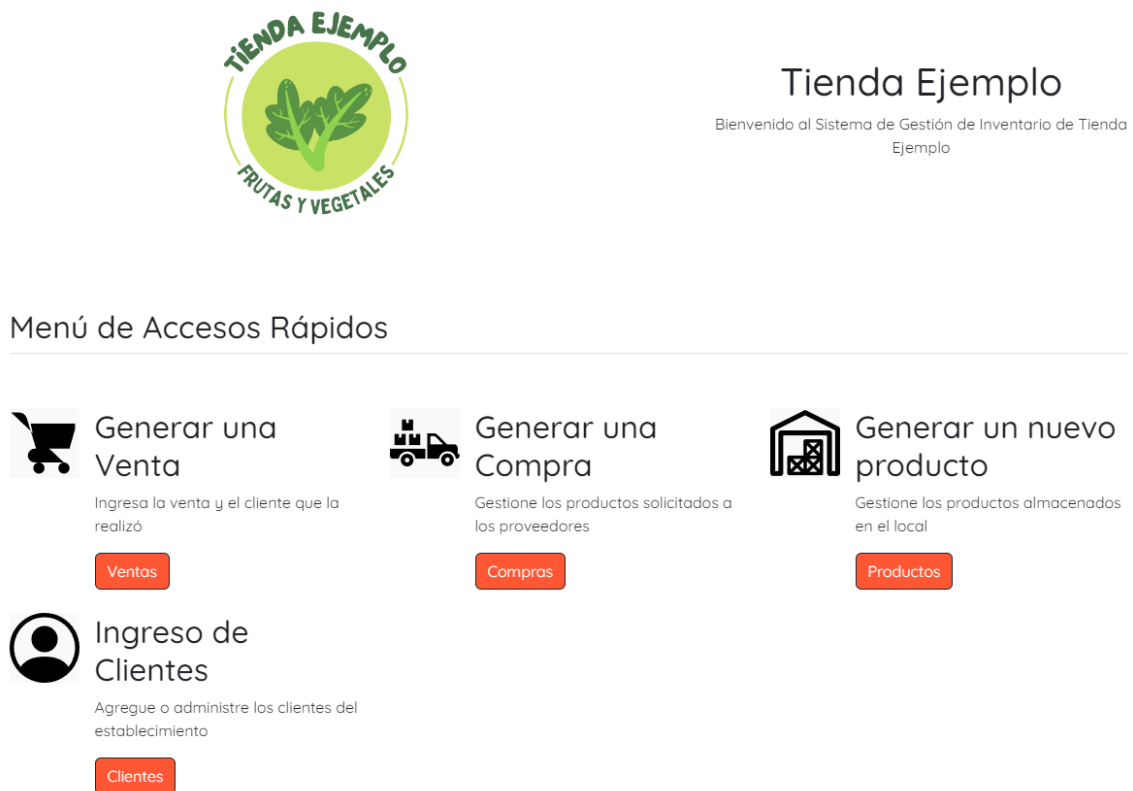 TIENDA EJEMPLO
FRUTAS Y VEGETALES
Tienda Ejemplo
Bienvenido al Sistema de Gestión de Inventario de Tienda
Ejemplo
Menú de Accesos Rápidos
Generar una
Venta
Ingresa la venta y el cliente que la
realizó
Ventas
Generar una
Compra
Gestione los productos solicitados a
los proveedores
Compras
Generar un nuevo
producto
Gestione los productos almacenados
en el local
Productos
Ingreso de
Clientes
Agregue o administre los clientes del
establecimiento
Clientes